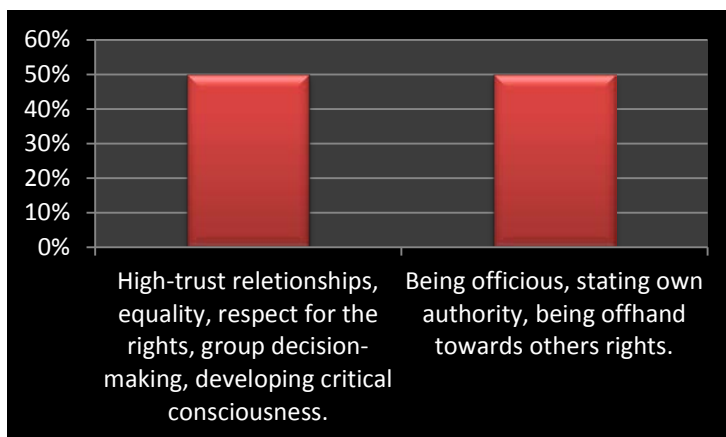 60%
50%
40%
30%
20%
10%
0%
High-trust reletionships,
equality, respect for the
rights, group decision-
making, developing critical
consciousness.
Being officious, stating own
authority, being offhand
towards others rights.